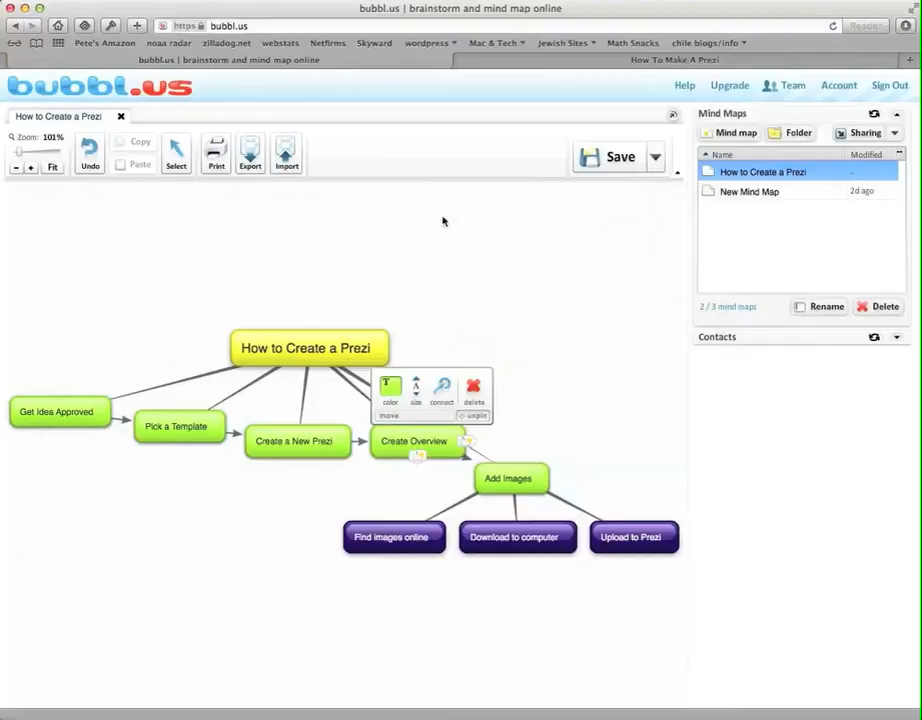 bubbl.us | brainstorm and mind map online
https bubbl.us
Reader
Pete's Amazon noaa radar zilladog.net webstats Netfirms Skyward wordpress Mac & Tech Jewish Sites Math Snacks chile blogs/info
bubbl.us | brainstorm and mind map online
How To Make A Prezi
bubbl.us
Help Upgrade Team Account Sign Out
How to Create a Prezi
Zoom: 101%
Fit
Undo
Copy
Paste
Select
Print
Export
Import
Save
Mind Maps
Mind map Folder Sharing
Name Modified
How to Create a Prezi ..
New Mind Map 2d ago
2 / 3 mind maps Rename Delete
Contacts
How to Create a Prezi
T A
color size connect delete
move unpin
Get Idea Approved
Pick a Template
Create a New Prezi
Create Overview
Add Images
Find images online
Download to computer
Upload to Prezi